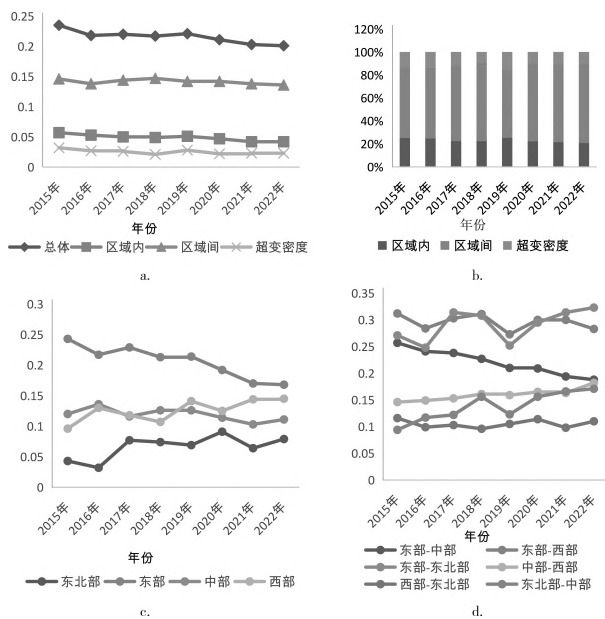 0.25
0.2
0.15
0.1
0.05
0
2015年 2016年 2017年 2018年 2019年 2020年 2021年 2022年
年份
总体 区域内 区域间 超变密度
a.
120%
100%
80%
60%
40%
20%
0%
2015年 2016年 2017年 2018年 2019年 2020年 2021年 2022年
年份
区域内 区域间 超变密度
b.
0.3
0.25
0.2
0.15
0.1
0.05
0
2015年 2016年 2017年 2018年 2019年 2020年 2021年 2022年
年份
东北部 东部 中部 西部
c.
0.35
0.3
0.25
0.2
0.15
0.1
0.05
0
2015年 2016年 2017年 2018年 2019年 2020年 2021年 2022年
年份
东部-中部 东部-西部
东部-东北部 中部-西部
西部-东北部 东北部-中部
d.